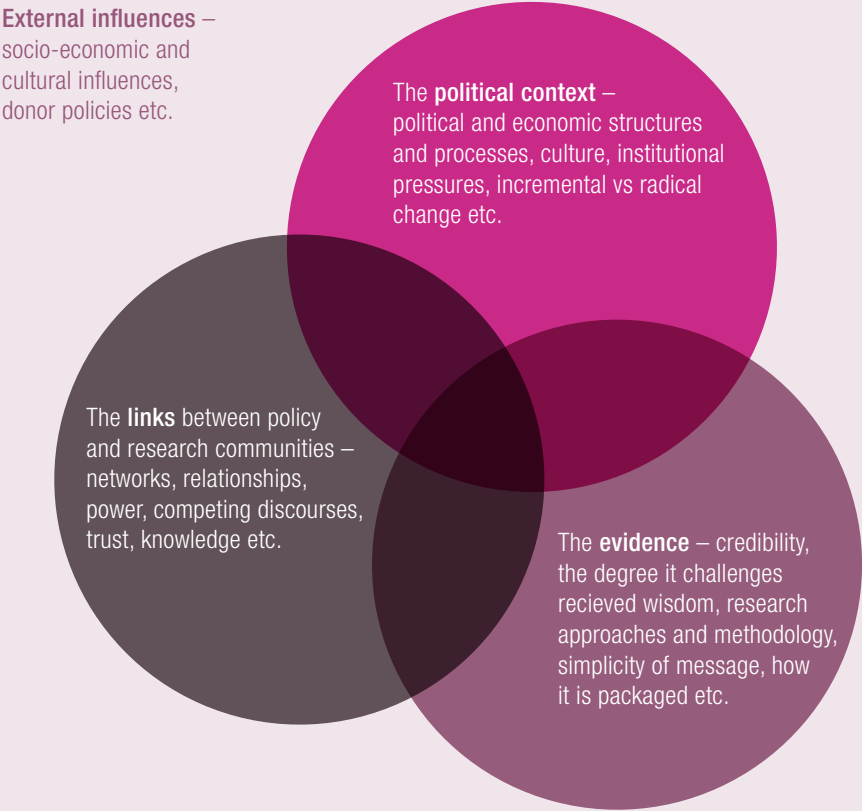 External influences –
socio-economic and
cultural influences,
donor policies etc.
The political context –
political and economic structures
and processes, culture, institutional
pressures, incremental vs radical
change etc.
The links between policy
and research communities –
networks, relationships,
power, competing discourses,
trust, knowledge etc.
The evidence – credibility,
the degree it challenges
recieved wisdom, research
approaches and methodology,
simplicity of message, how
it is packaged etc.